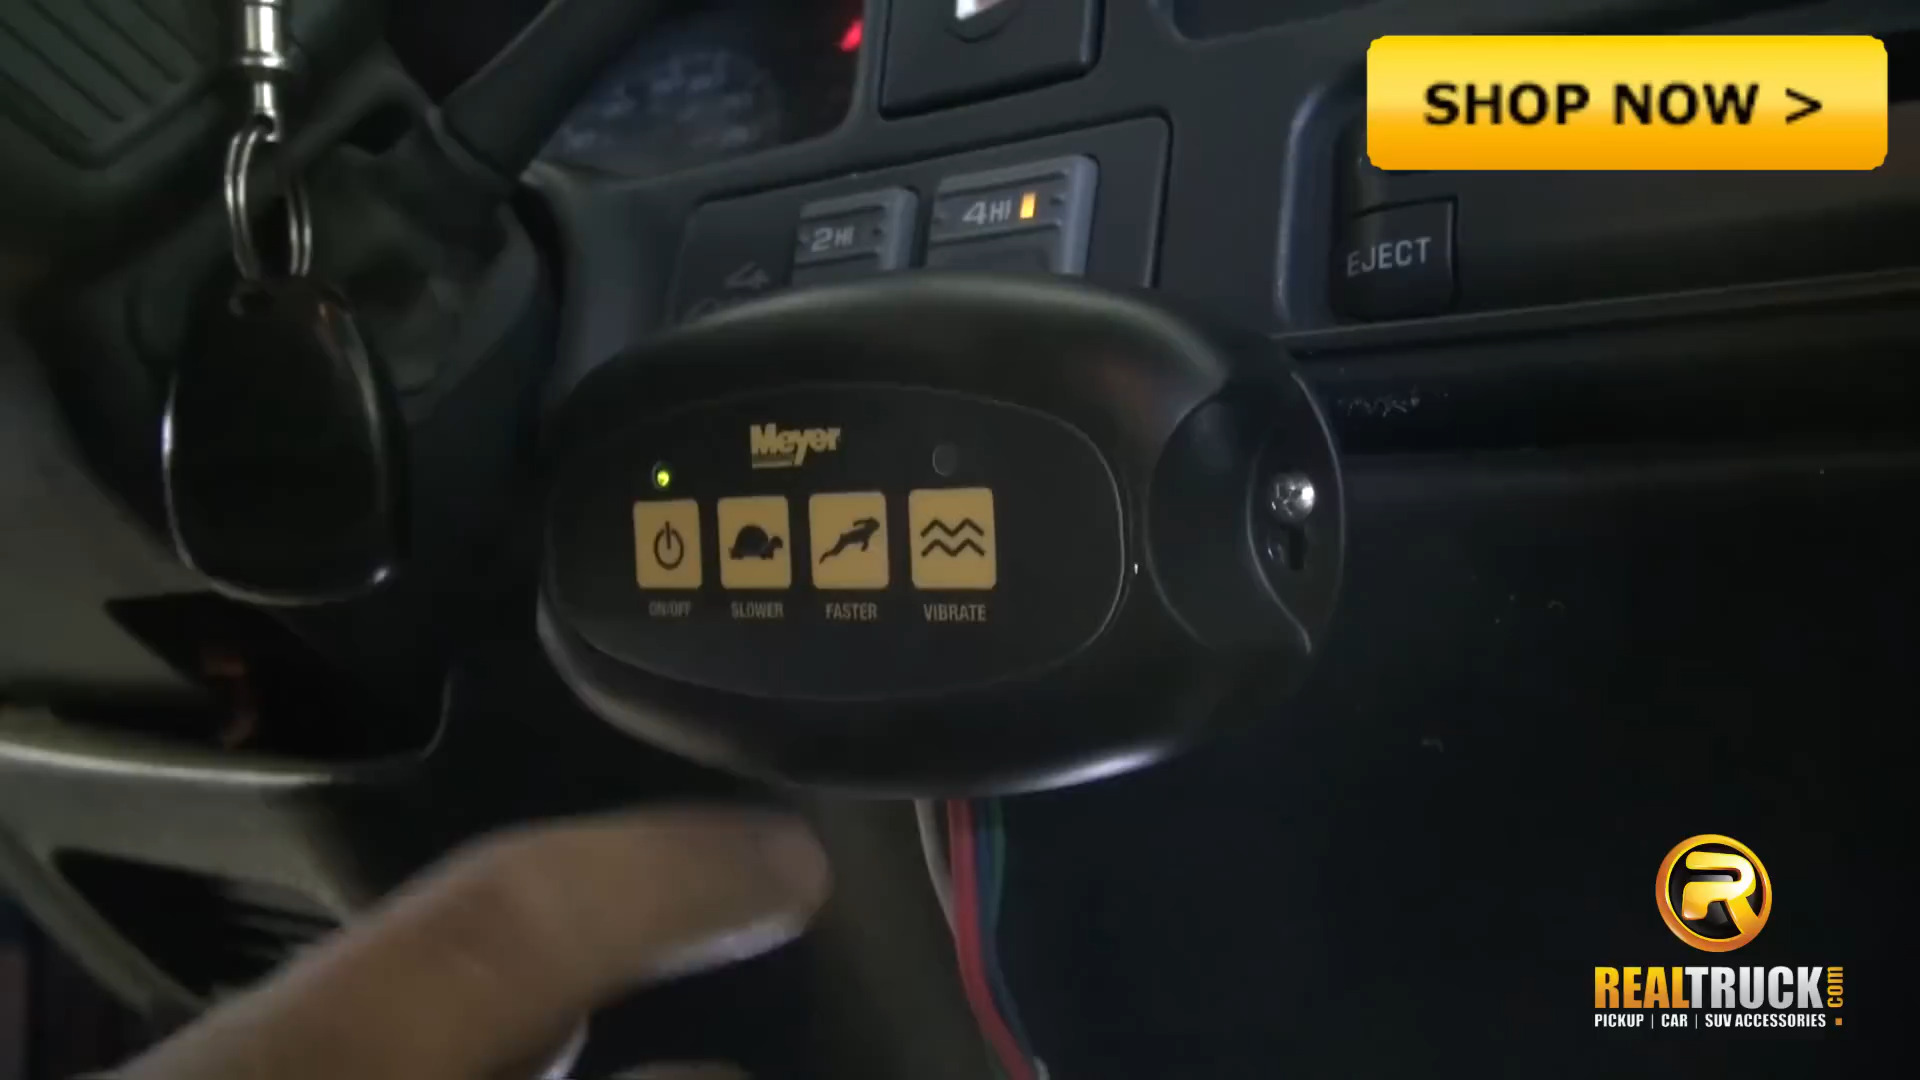 SHOP NOW >
2HI
4HI
EJECT
Meyer
ON/OFF
SLOWER
FASTER
VIBRATE
REALTRUCK.com
PICKUP | CAR | SUV ACCESSORIES